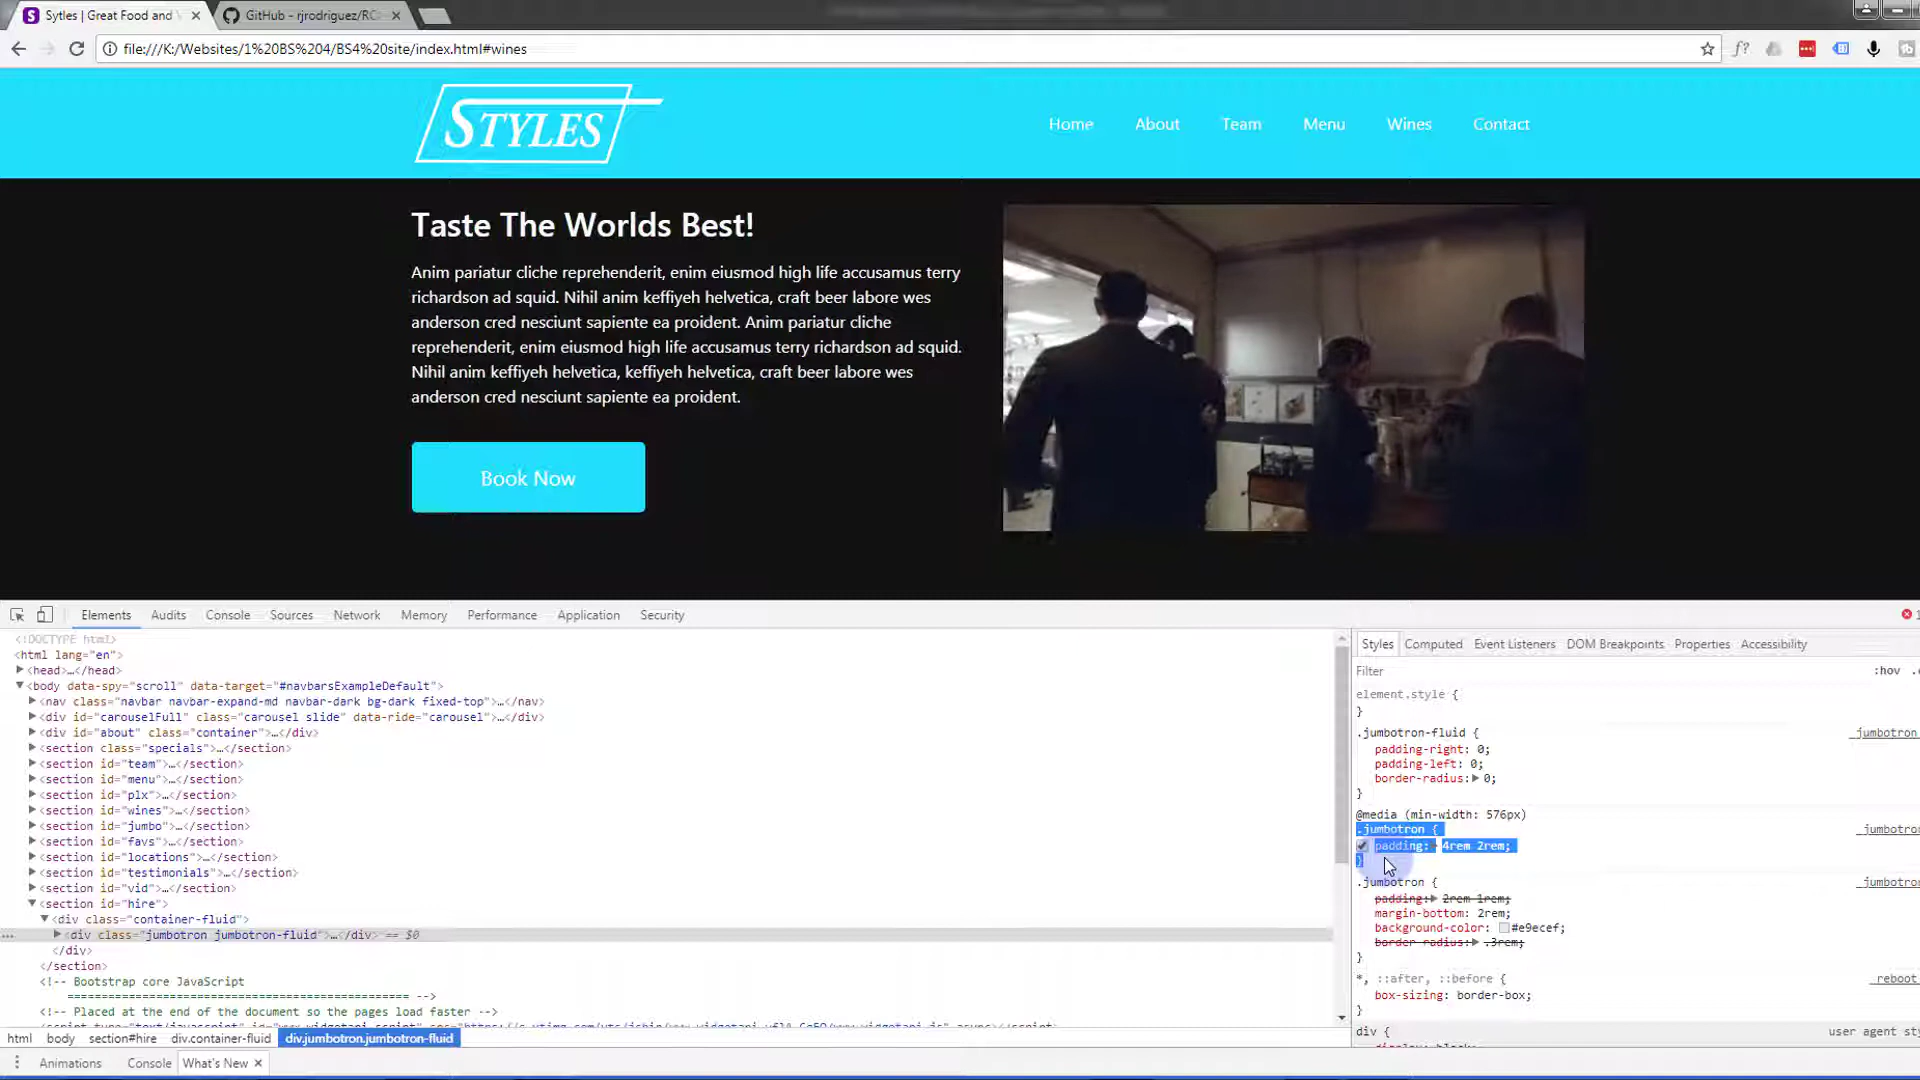 Sytles | Great Food and
GitHub - rjrodriguez/RC
file:///K:/Websites/1%20BS%204/BS4%20site/index.html#wines
STYLES
Home About Team Menu Wines Contact
Taste The Worlds Best!
Anim pariatur cliche reprehenderit, enim eiusmod high life accusamus terry
richardson ad squid. Nihil anim keffiyeh helvetica, craft beer labore wes
anderson cred nesciunt sapiente ea proident. Anim pariatur cliche
reprehenderit, enim eiusmod high life accusamus terry richardson ad squid.
Nihil anim keffiyeh helvetica, keffiyeh helvetica, craft beer labore wes
anderson cred nesciunt sapiente ea proident.
Book Now
Elements Audits Console Sources Network Memory Performance Application Security
<!DOCTYPE html>
<html lang="en">
<head>…</head>
<body data-spy="scroll" data-target="#navbarsExampleDefault">
<nav class="navbar navbar-expand-md navbar-dark bg-dark fixed-top">…</nav>
<div id="carouselFull" class="carousel slide" data-ride="carousel">…</div>
<div id="about" class="container">…</div>
<section class="specials">…</section>
<section id="team">…</section>
<section id="menu">…</section>
<section id="plx">…</section>
<section id="wines">…</section>
<section id="jumbo">…</section>
<section id="favs">…</section>
<section id="locations">…</section>
<section id="testimonials">…</section>
<section id="vid">…</section>
<section id="hire">
<div class="container-fluid">
… <div class="jumbotron jumbotron-fluid">…</div> == $0
</div>
</section>
<!-- Bootstrap core JavaScript
================================================== -->
<!-- Placed at the end of the document so the pages load faster -->
html body section#hire div.container-fluid div.jumbotron.jumbotron-fluid
Animations Console What's New ×
Styles Computed Event Listeners DOM Breakpoints Properties Accessibility
Filter :hov
element.style {
}
.jumbotron-fluid { _jumbotron
padding-right: 0;
padding-left: 0;
border-radius: 0;
}
@media (min-width: 576px)
.jumbotron { _jumbotro
padding: 4rem 2rem;
}
.jumbotron { _jumbotro
padding: 2rem 1rem;
margin-bottom: 2rem;
background-color: #e9ecef;
border-radius: .3rem;
}
*, ::after, ::before { _reboot
box-sizing: border-box;
}
div { user agent sty